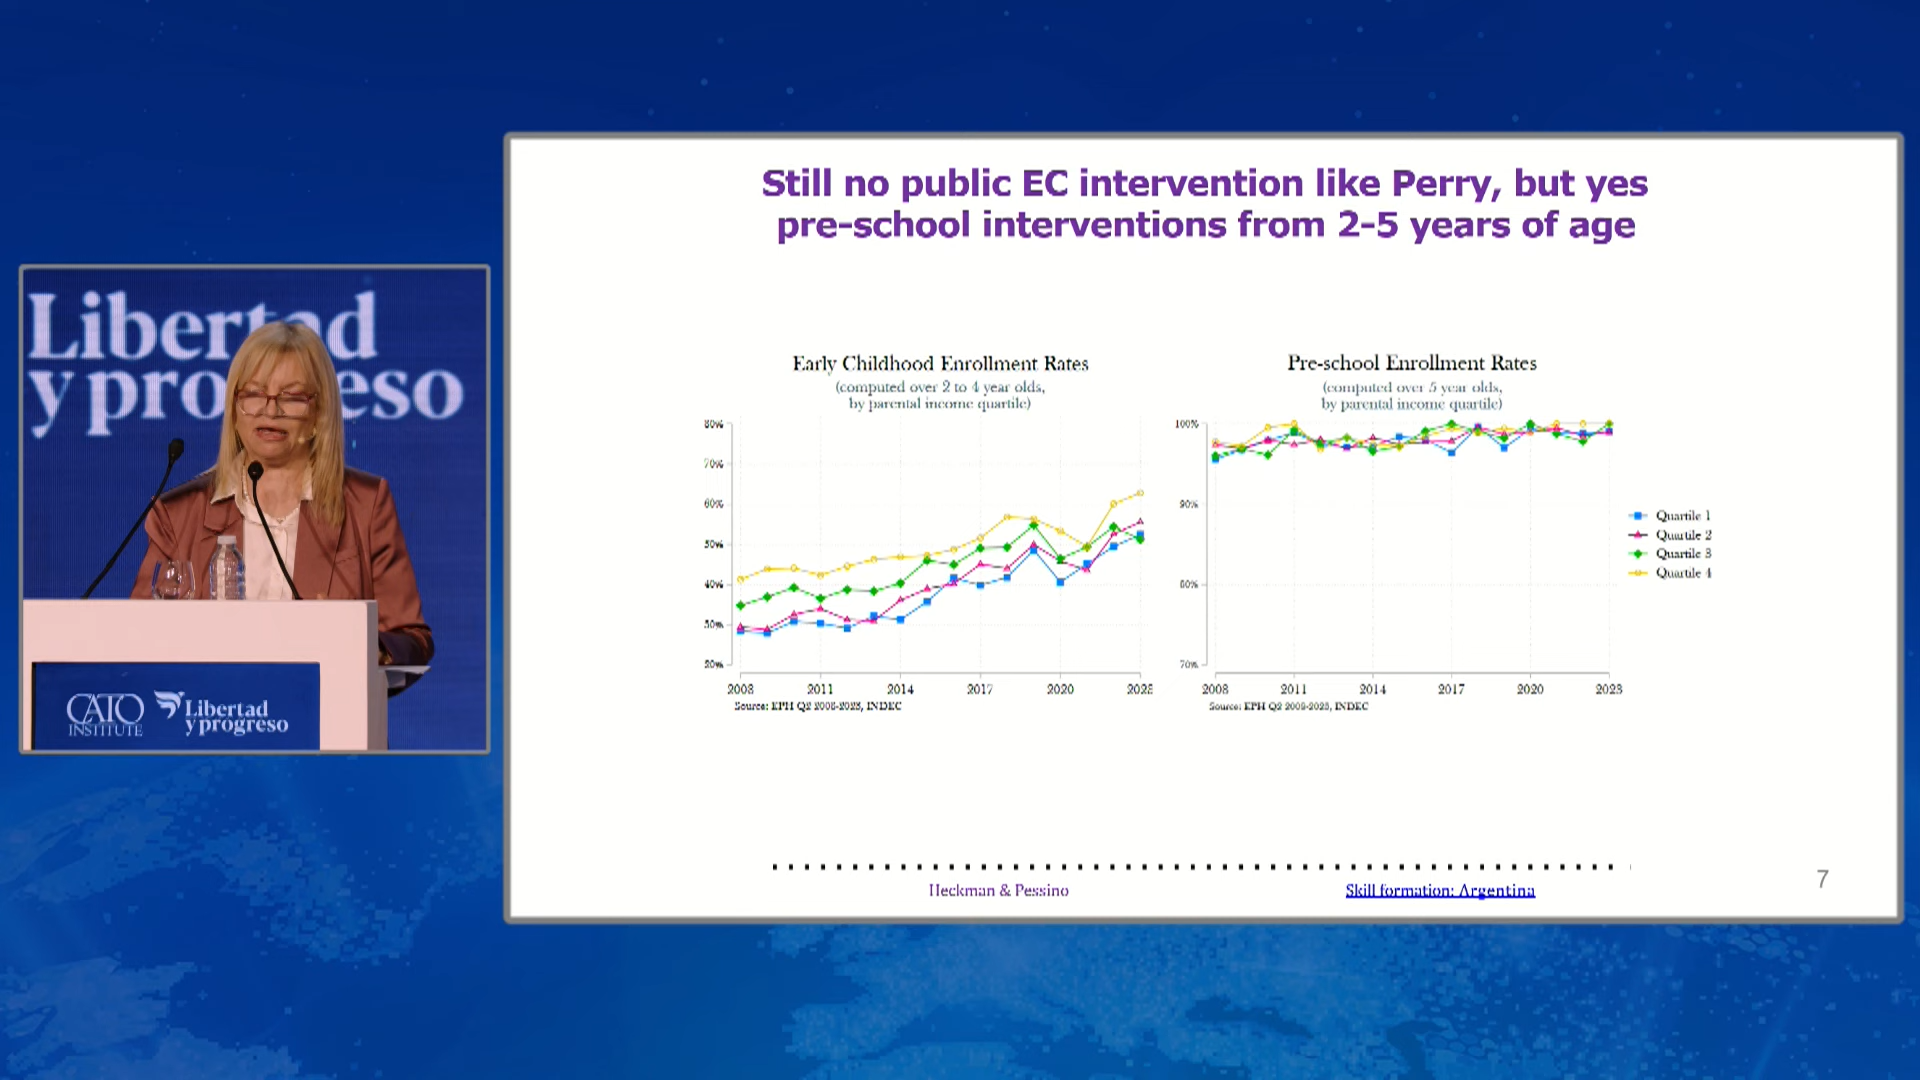 Still no public EC intervention like Perry, but yes
pre-school interventions from 2-5 years of age
Libertad
y progreso
Early Childhood Enrollment Rates
(computed over 2 to 4 year olds,
by parental income quartile)
80%
70%
60%
50%
40%
30%
20%
2008 2011 2014 2017 2020 2023
Source: EPH Q2 2008-2023, INDEC
Pre-school Enrollment Rates
(computed over 5 year olds,
by parental income quartile)
100%
90%
80%
70%
2008 2011 2014 2017 2020 2023
Source: EPH Q2 2008-2023, INDEC
Quartile 1
Quartile 2
Quartile 3
Quartile 4
CATO
INSTITUTE
Libertad
y progreso
Heckman & Pessino
Skill formation: Argentina
7